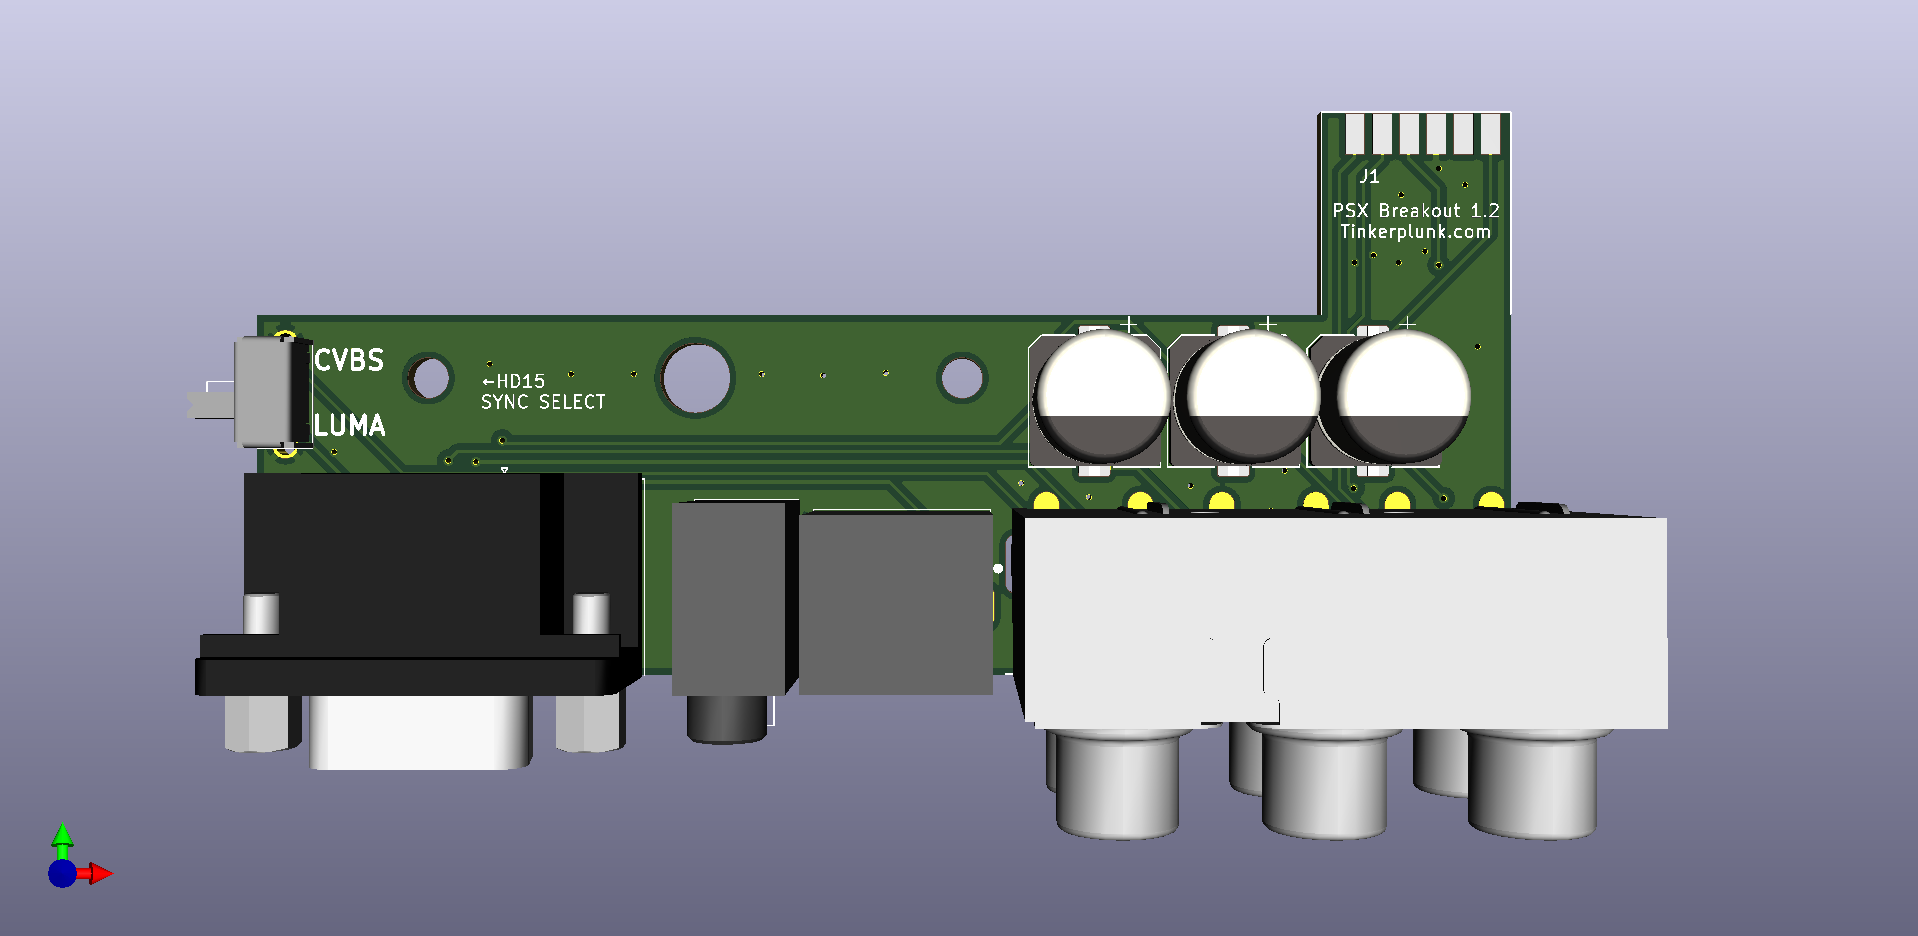 J1
PSX Breakout 1.2
Tinkerplunk.com
CVBS
←HD15
SYNC SELECT
LUMA